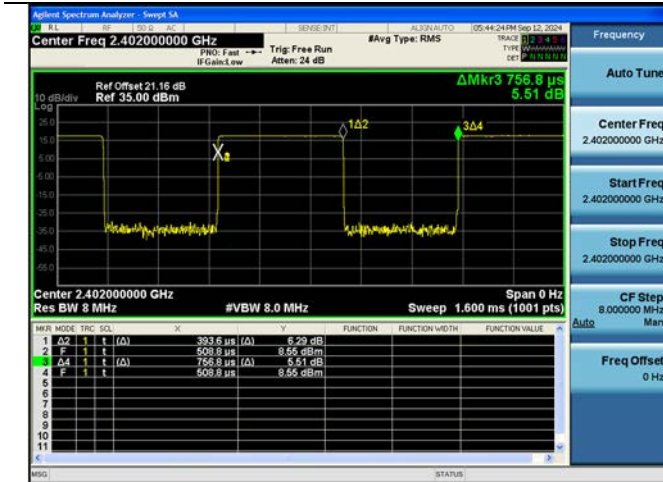 Agilent Spectrum Analyzer - Swept SA
RL RF 50 Ω AC SENSE:INT ALIGN AUTO 05:44:24 PM Sep 12, 2024
Center Freq 2.402000000 GHz
PNO: Fast Trig: Free Run #Avg Type: RMS TRACE 1 2 3 4 5 6
IFGain:Low Atten: 24 dB TYPE
DET P N N N N N
Frequency
ΔMkr3 756.8 µs
5.51 dB
Ref Offset 21.16 dB
10 dB/div Ref 35.00 dBm
Log
25.0
15.0
5.00
-5.00
-15.0
-25.0
-35.0
-45.0
-55.0
1Δ2
3Δ4
Center 2.402000000 GHz Span 0 Hz
Res BW 8 MHz #VBW 8.0 MHz Sweep 1.600 ms (1001 pts)
MKR MODE TRC SCL X Y FUNCTION FUNCTION WIDTH FUNCTION VALUE
1 Δ2 1 t (Δ) 393.6 µs (Δ) 6.29 dB
2 F 1 t 508.8 µs 8.55 dBm
3 Δ4 1 t (Δ) 756.8 µs (Δ) 5.51 dB
4 F 1 t 508.8 µs 8.55 dBm
5
6
7
8
9
10
11
MSG STATUS
Auto Tune
Center Freq
2.402000000 GHz
Start Freq
2.402000000 GHz
Stop Freq
2.402000000 GHz
CF Step
8.000000 MHz
Auto Man
Freq Offset
0 Hz